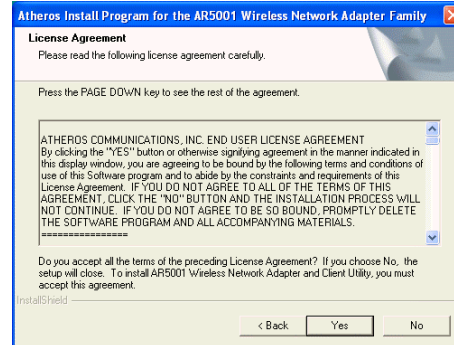 Atheros Install Program for the AR5001 Wireless Network Adapter Family
License Agreement
Please read the following license agreement carefully.
Press the PAGE DOWN key to see the rest of the agreement.
ATHEROS COMMUNICATIONS, INC. END USER LICENSE AGREEMENT
By clicking the "YES" button or otherwise signifying agreement in the manner indicated in
this display window, you are agreeing to be bound by the following terms and conditions of
use of this Software program and to abide by the constraints and requirements of this
License Agreement. IF YOU DO NOT AGREE TO ALL OF THE TERMS OF THIS
AGREEMENT, CLICK THE "NO" BUTTON AND THE INSTALLATION PROCESS WILL
NOT CONTINUE. IF YOU DO NOT AGREE TO BE SO BOUND, PROMPTLY DELETE
THE SOFTWARE PROGRAM AND ALL ACCOMPANYING MATERIALS.
================
Do you accept all the terms of the preceding License Agreement? If you choose No, the
setup will close. To install AR5001 Wireless Network Adapter and Client Utility, you must
accept this agreement.
InstallShield
< Back
Yes
No